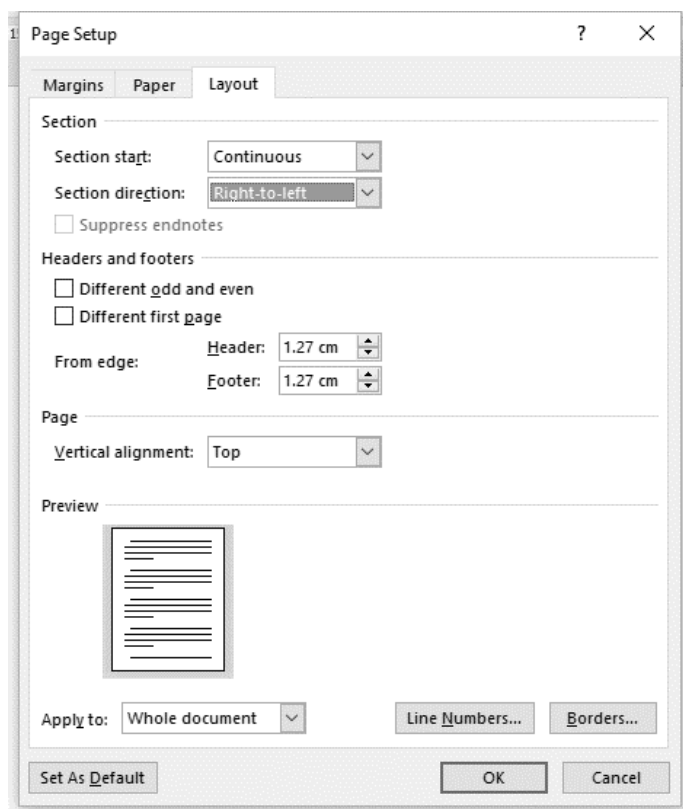 15
Page Setup ? ×
Margins Paper Layout
Section
Section start: Continuous
Section direction: Right-to-left
Suppress endnotes
Headers and footers
Different odd and even
Different first page
From edge:
Header: 1.27 cm
Footer: 1.27 cm
Page
Vertical alignment: Top
Preview
Apply to: Whole document Line Numbers... Borders...
Set As Default OK Cancel